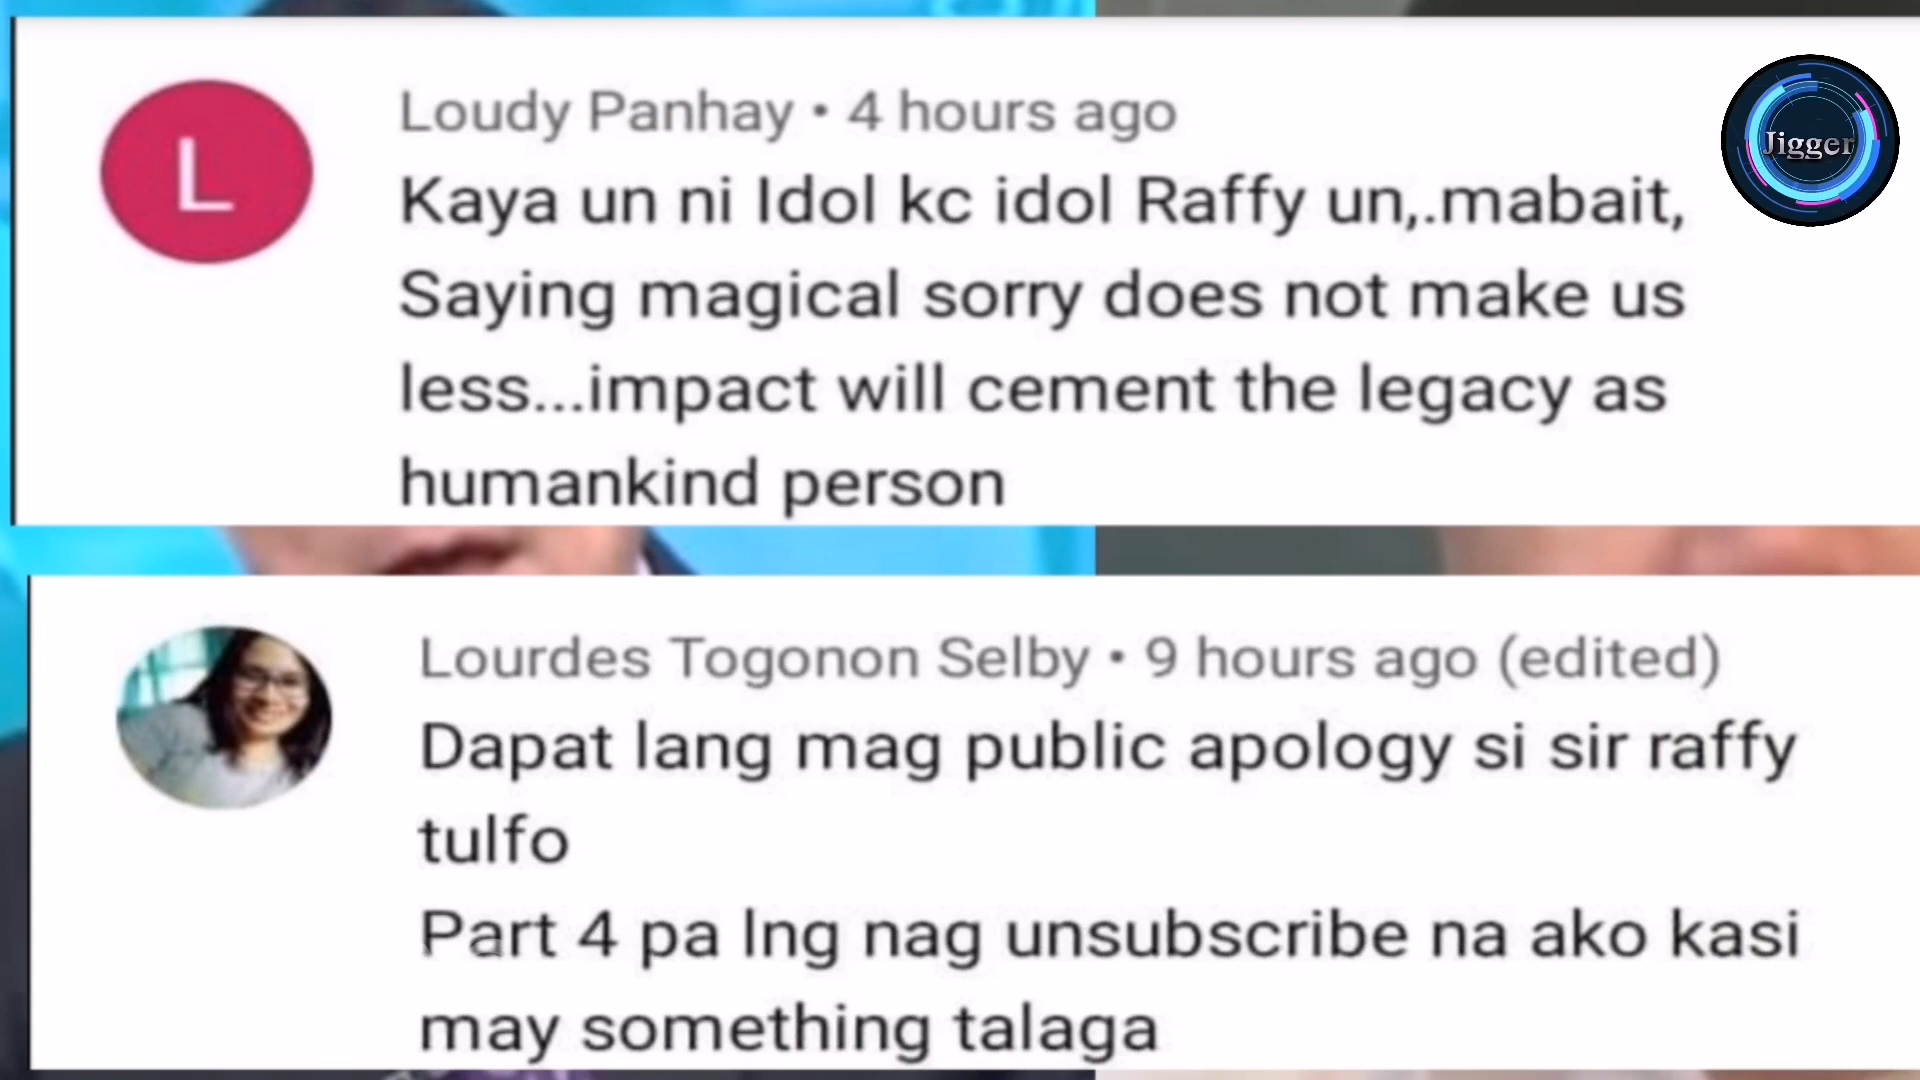 L
Loudy Panhay • 4 hours ago
Kaya un ni Idol kc idol Raffy un,.mabait,
Saying magical sorry does not make us
less...impact will cement the legacy as
humankind person
Jigger
Lourdes Togonon Selby • 9 hours ago (edited)
Dapat lang mag public apology si sir raffy
tulfo
Part 4 pa lng nag unsubscribe na ako kasi
may something talaga